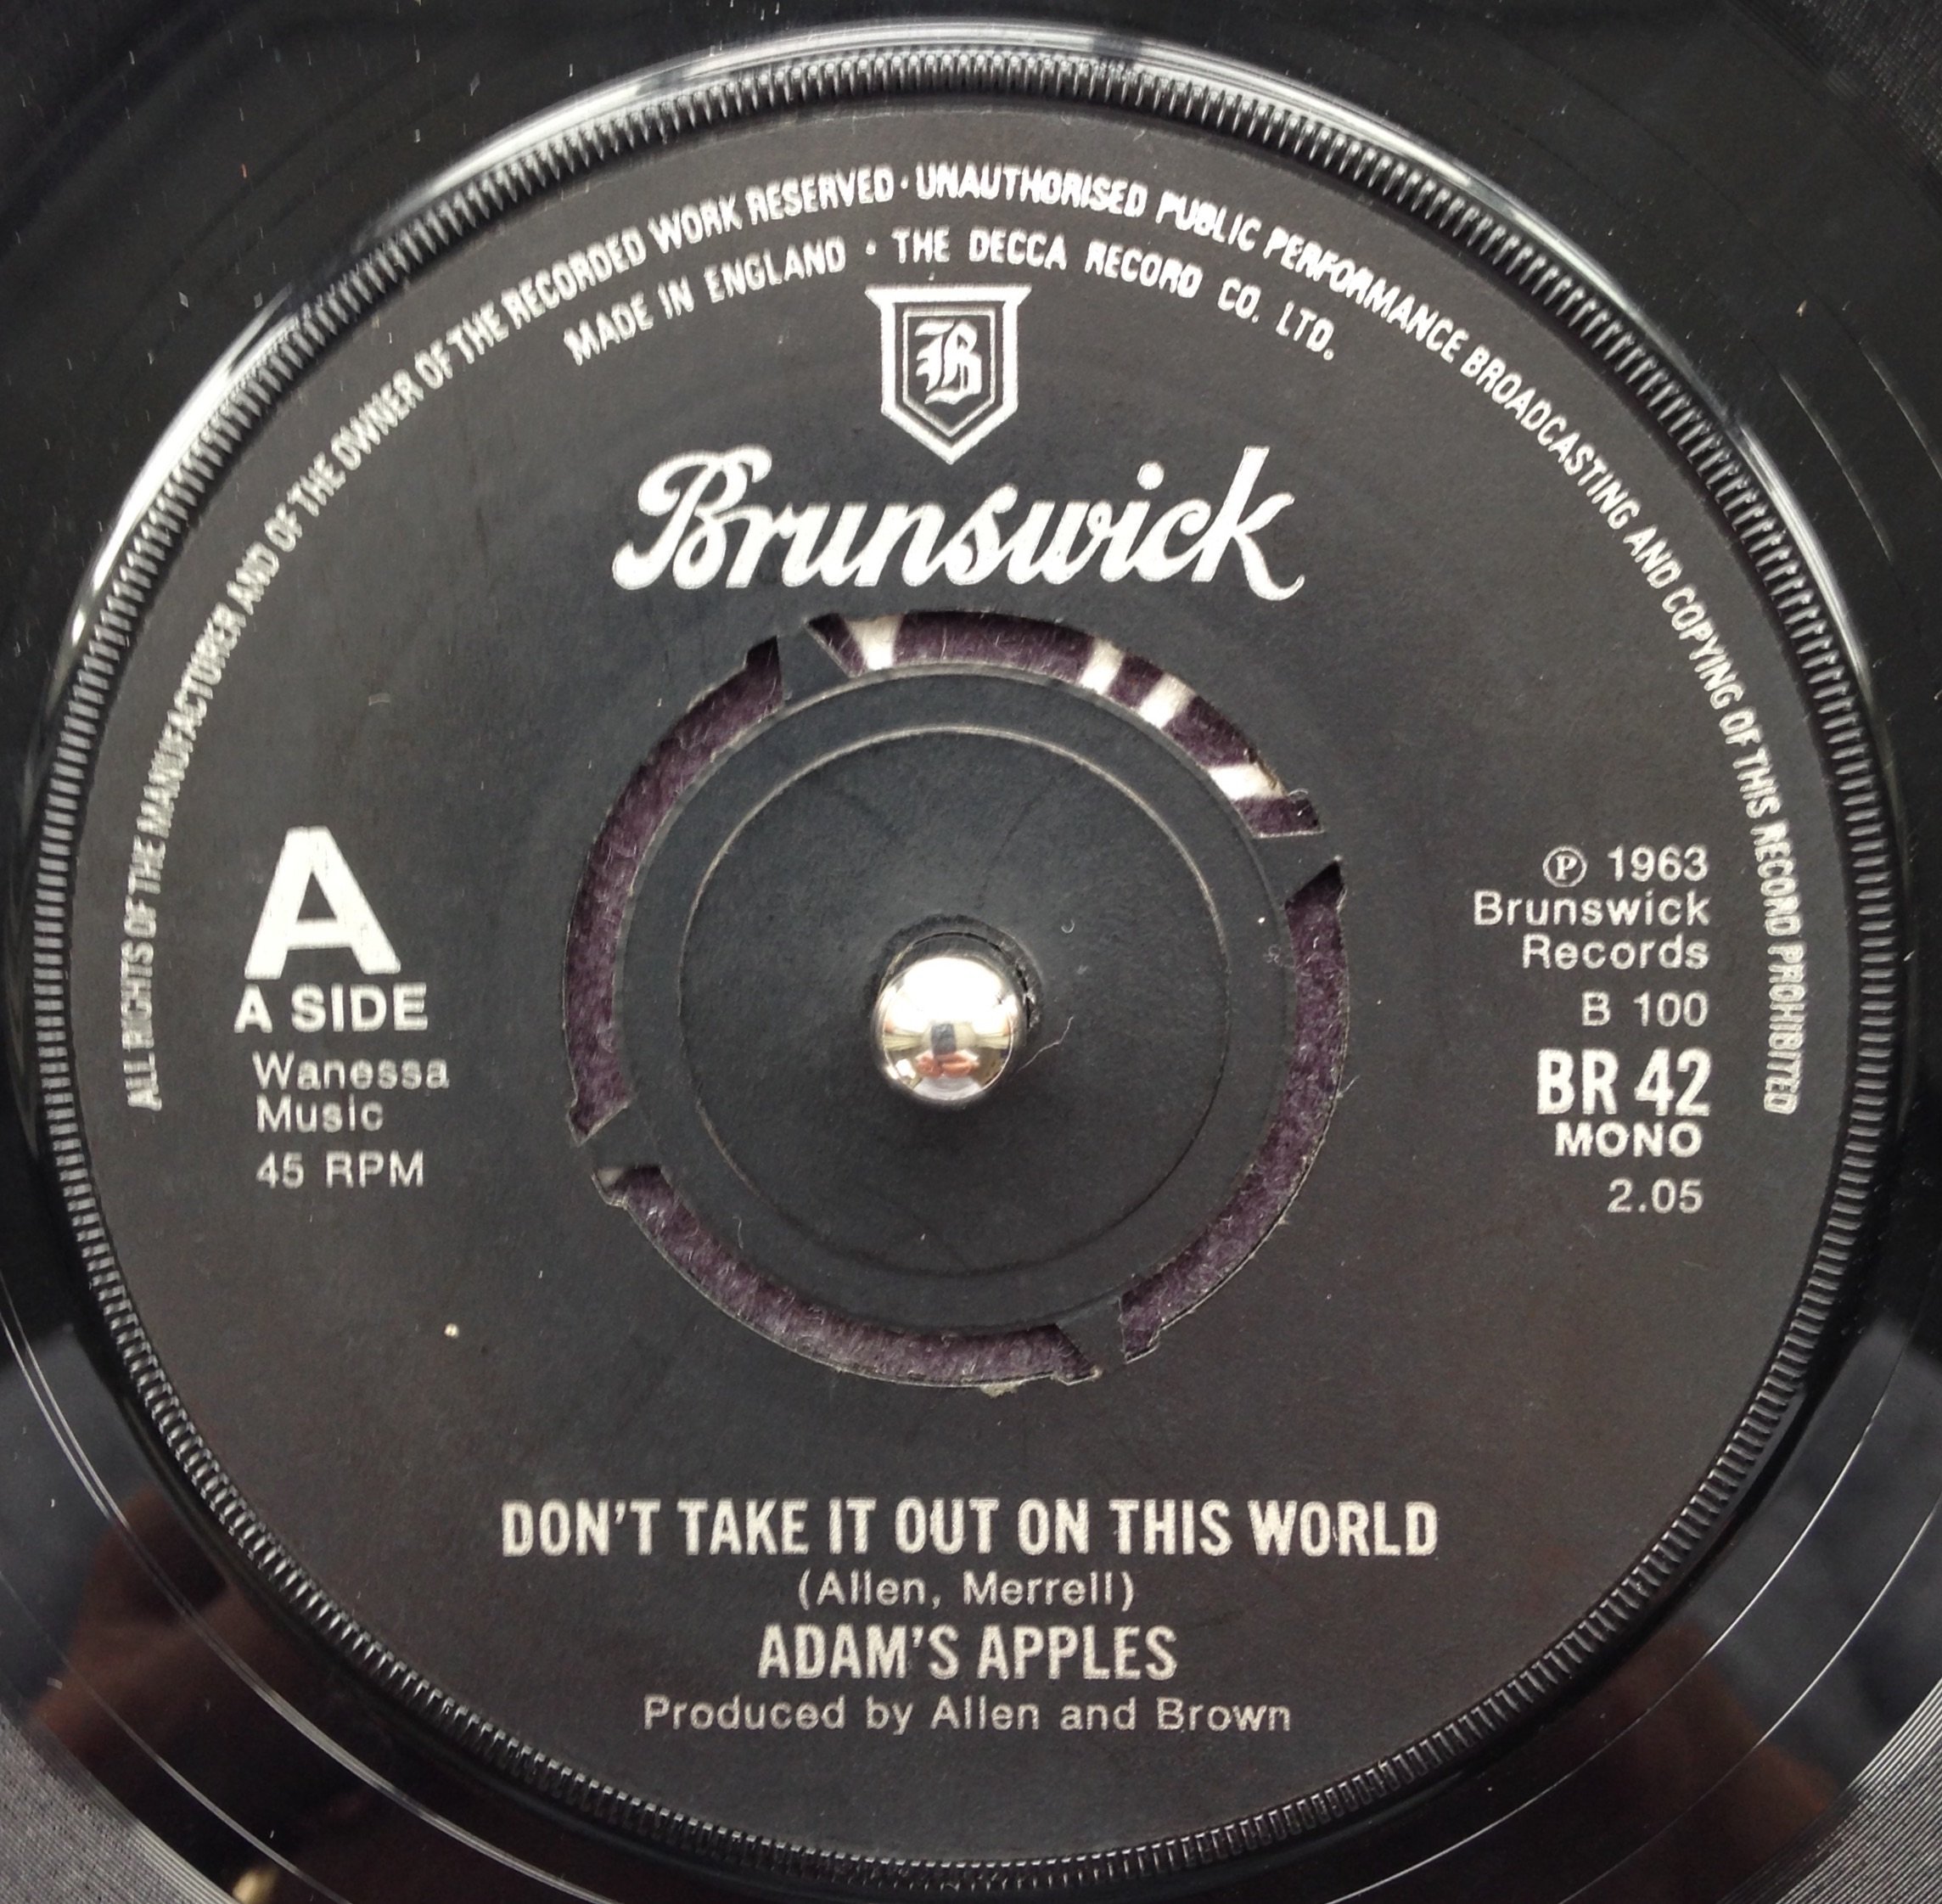 ALL RIGHTS OF THE MANUFACTURER AND OF THE OWNER OF THE RECORDED WORK RESERVED · UNAUTHORISED PUBLIC PERFORMANCE BROADCASTING AND COPYING OF THIS RECORD PROHIBITED
MADE IN ENGLAND · THE DECCA RECORD CO. LTD.
B
Brunswick
A
A SIDE
Wanessa
Music
45 RPM
℗ 1963
Brunswick
Records
B 100
BR 42
MONO
2.05
DON'T TAKE IT OUT ON THIS WORLD
(Allen, Merrell)
ADAM'S APPLES
Produced by Allen and Brown